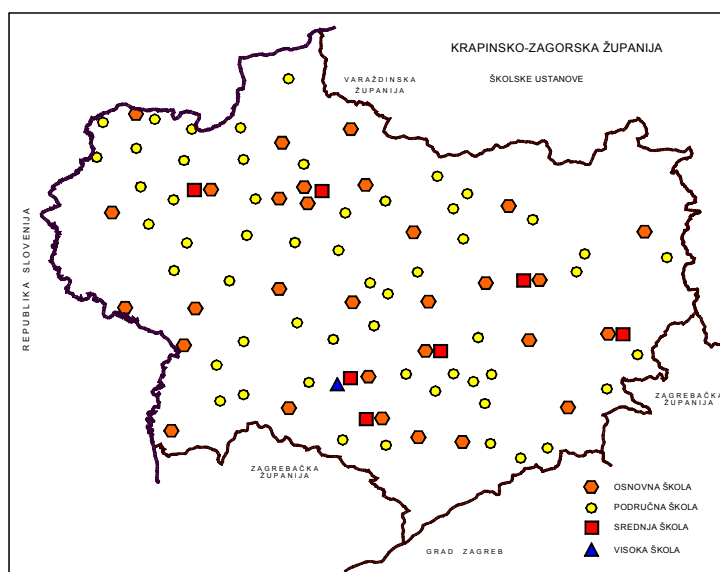 KRAPINSKO-ZAGORSKA ŽUPANIJA
ŠKOLSKE USTANOVE
VARAŽDINSKA
ŽUPANIJA
REPUBLIKA SLOVENIJA
ZAGREBAČKA
ŽUPANIJA
ZAGREBAČKA
ŽUPANIJA
GRAD ZAGREB
OSNOVNA ŠKOLA
PODRUČNA ŠKOLA
SREDNJA ŠKOLA
VISOKA ŠKOLA